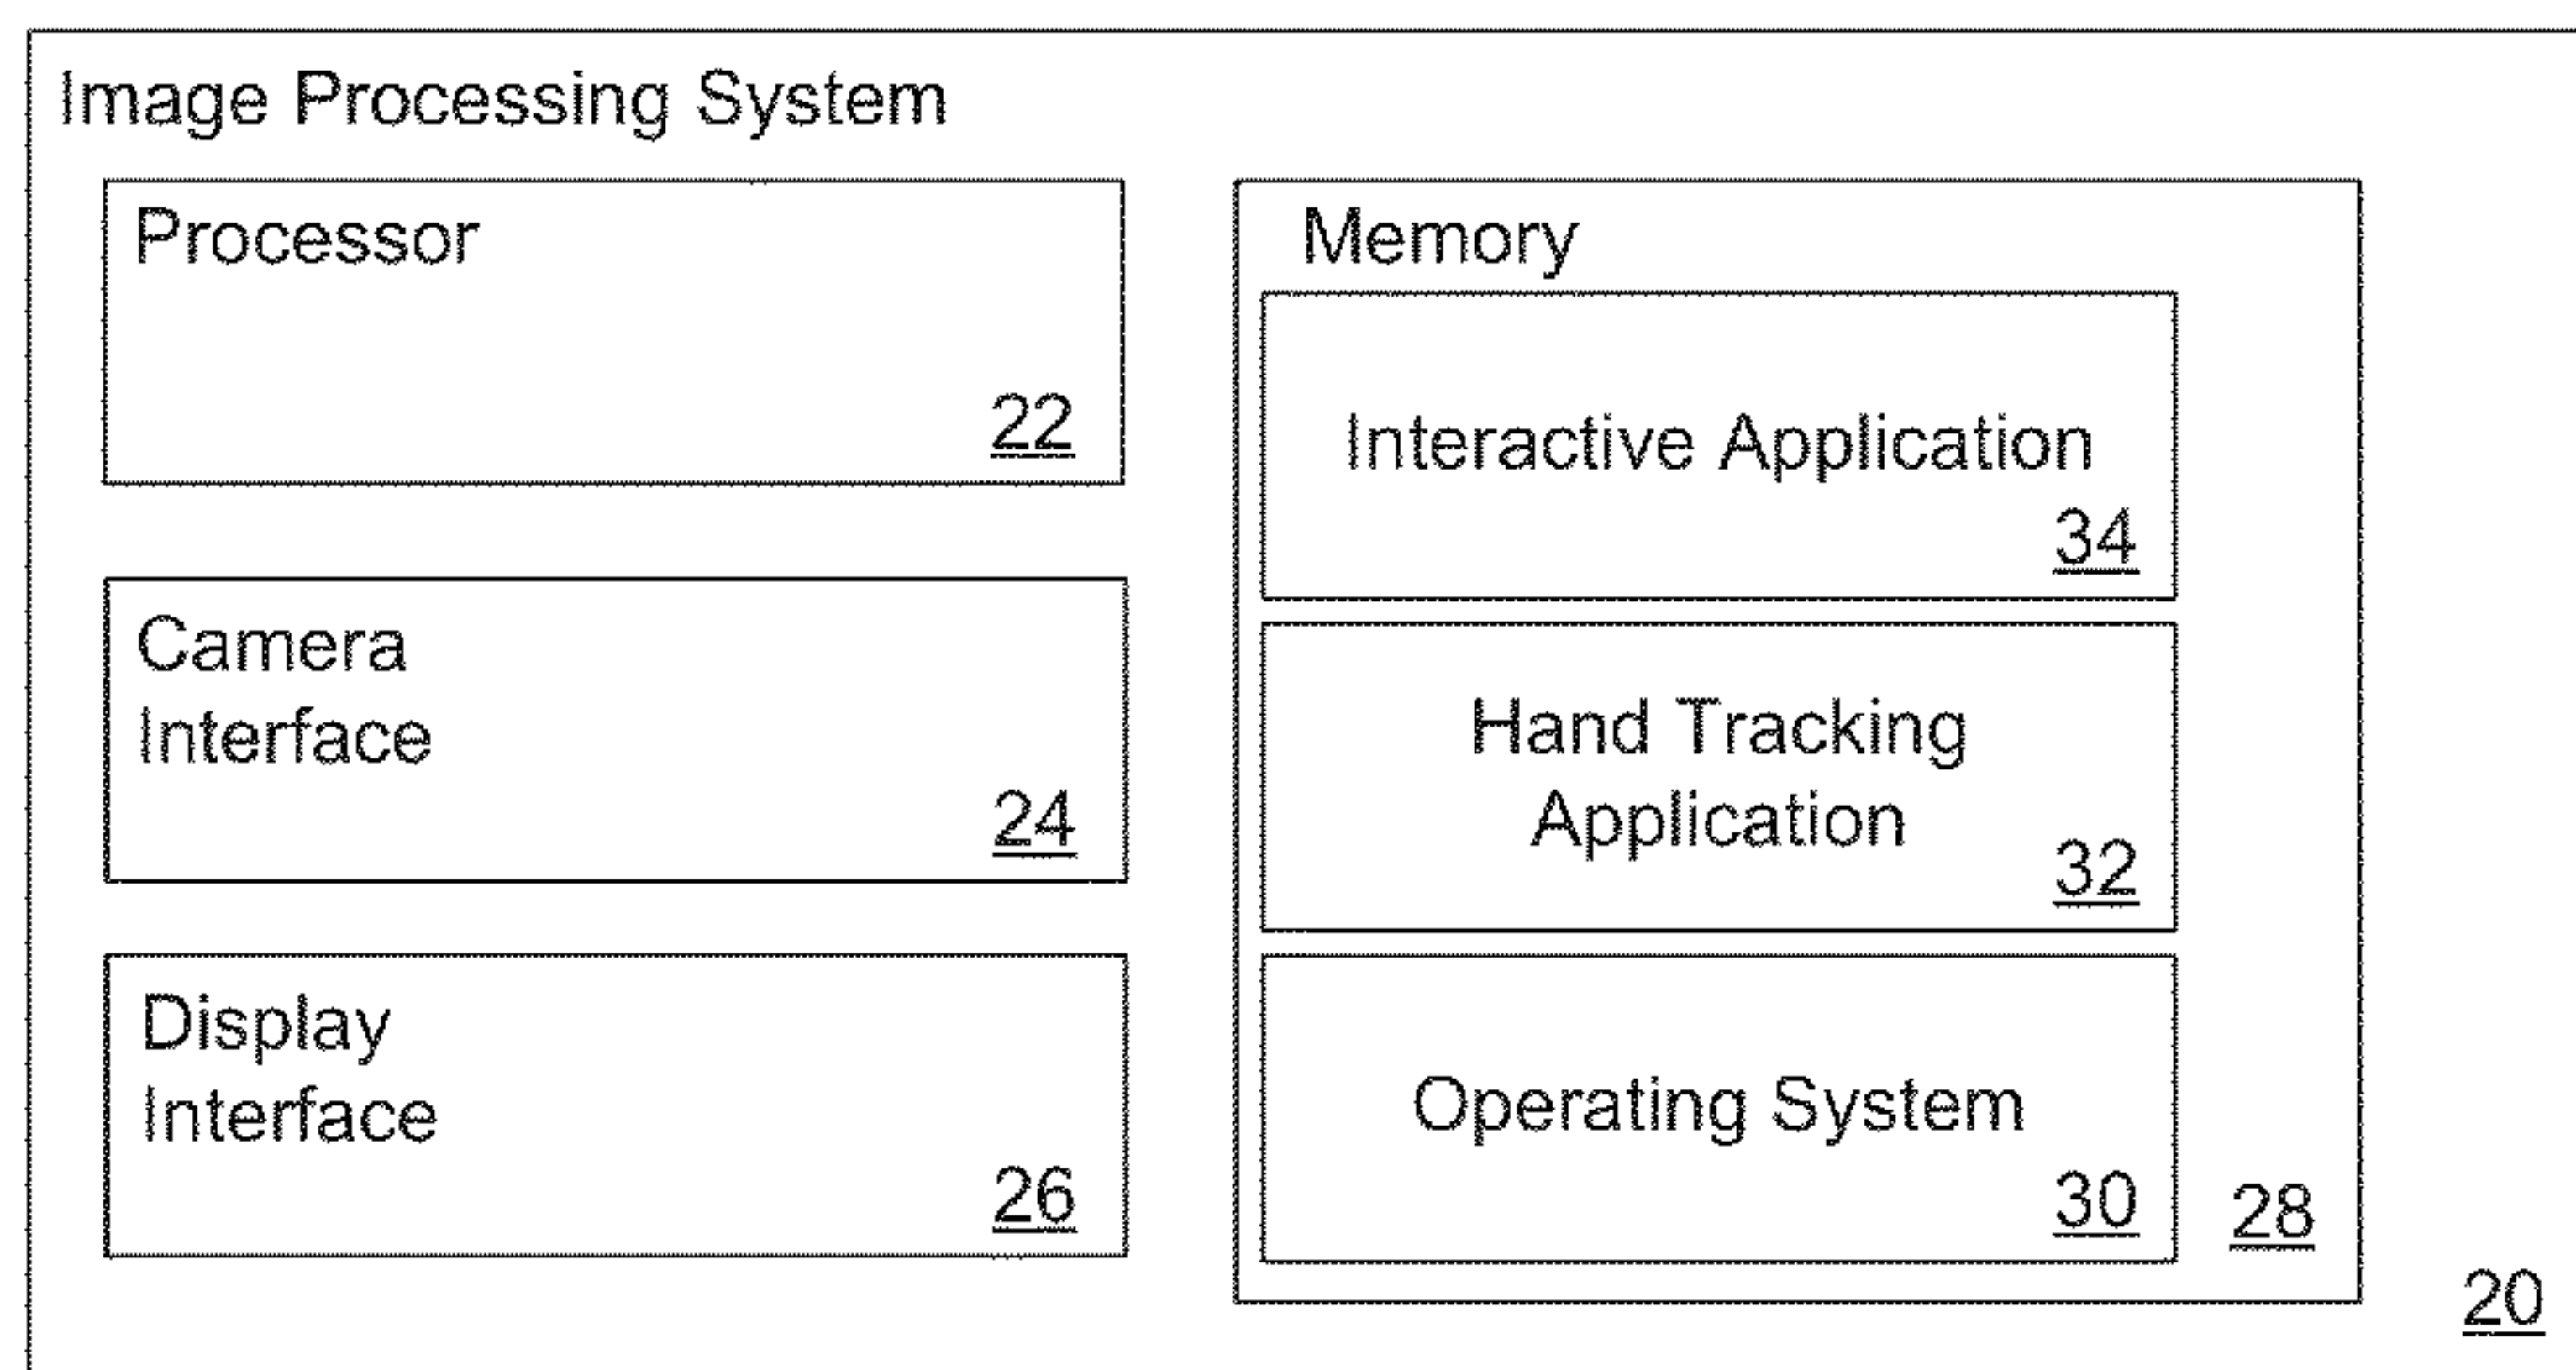 Image Processing System
Processor
22
Camera
Interface
24
Display
Interface
26
Memory
Interactive Application
34
Hand Tracking
Application
32
Operating System
30
28
20